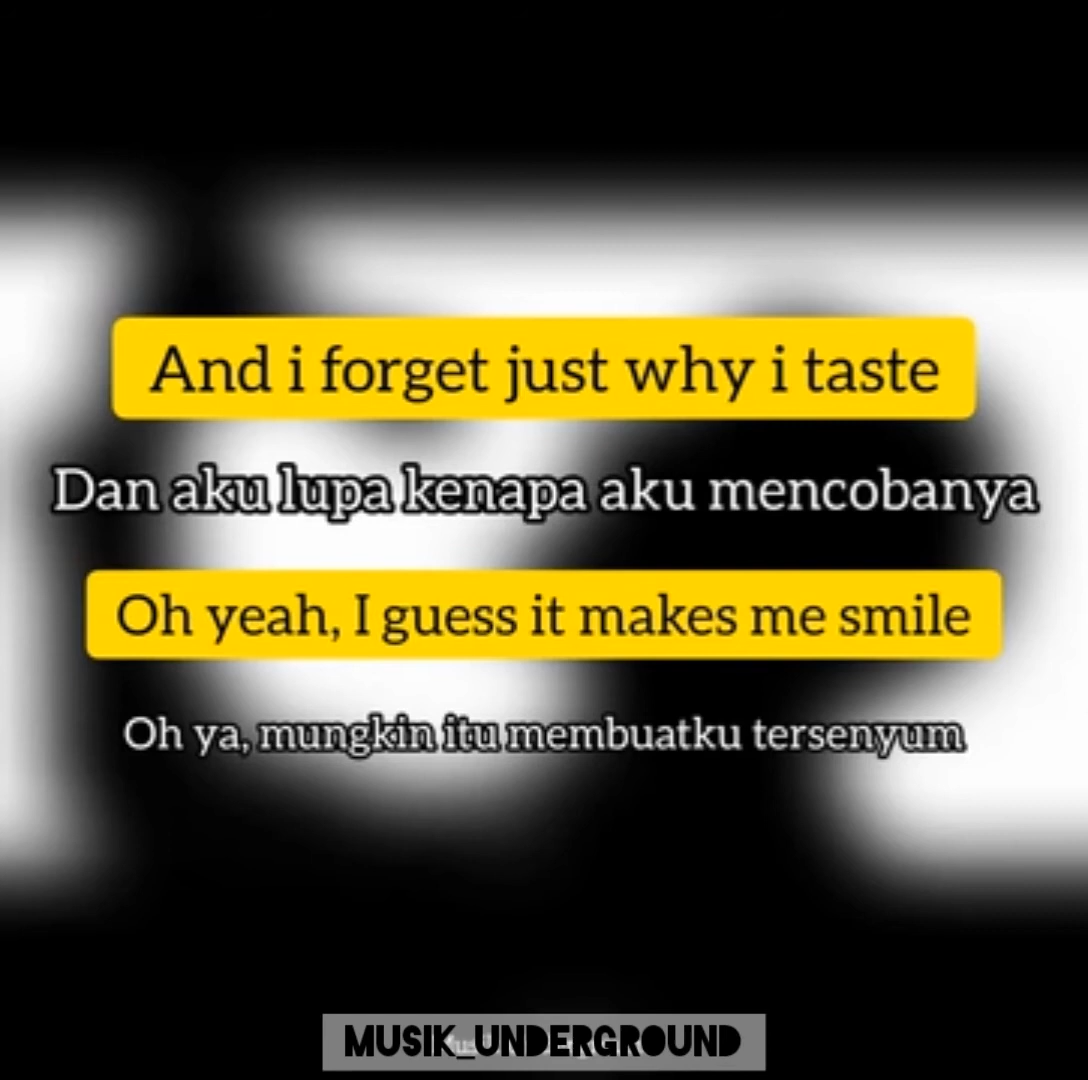 And i forget just why i taste
Dan aku lupa kenapa aku mencobanya
Oh yeah, I guess it makes me smile
Oh ya, mungkin itu membuatku tersenyum
MUSIK_UNDERGROUND